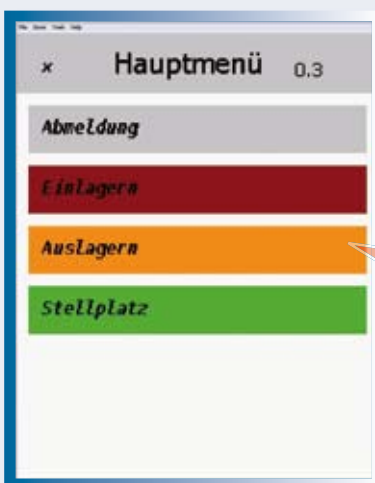 x Hauptmenü 0.3
Abmeldung
Einlagern
Auslagern
Stellplatz